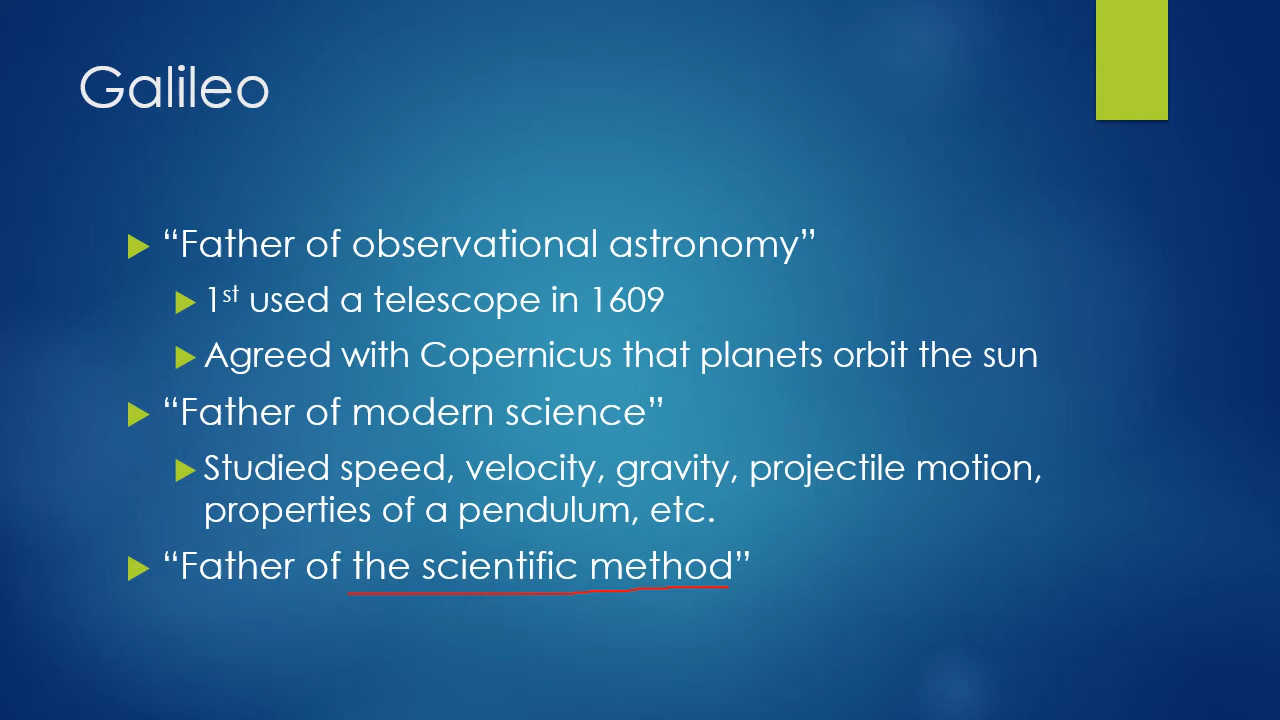 Galileo
“Father of observational astronomy”
1st used a telescope in 1609
Agreed with Copernicus that planets orbit the sun
“Father of modern science”
Studied speed, velocity, gravity, projectile motion,
properties of a pendulum, etc.
“Father of the scientific method”